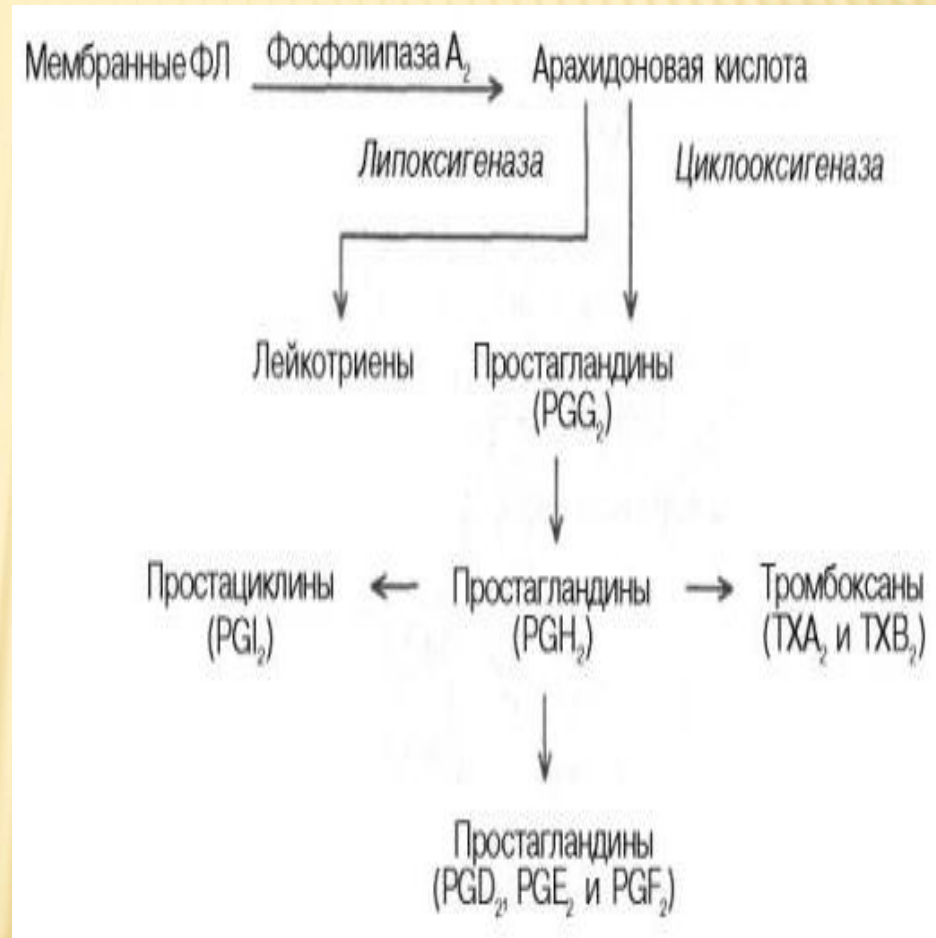 Мембранные ФЛ Фосфолипаза A₂ Арахидоновая кислота
Липоксигеназа Циклооксигеназа
Лейкотриены Простагландины
(PGG₂)
Простациклины Простагландины Тромбоксаны
(PGI₂) (PGH₂) (TXA₂ и TXB₂)
Простагландины
(PGD₂, PGE₂ и PGF₂)